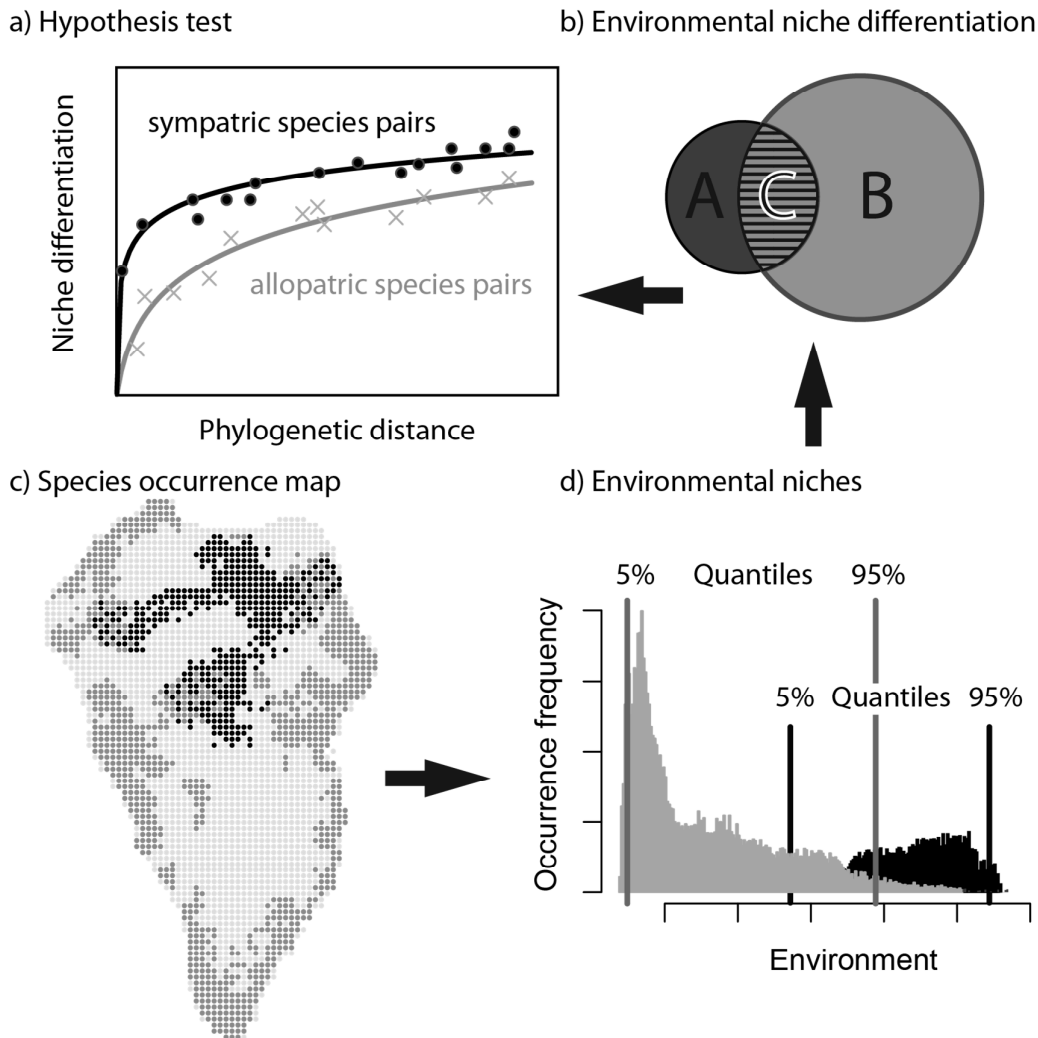 a) Hypothesis test
Niche differentiation
sympatric species pairs
allopatric species pairs
Phylogenetic distance
b) Environmental niche differentiation
A
C
B
c) Species occurrence map
d) Environmental niches
5% Quantiles 95%
5% Quantiles 95%
Occurrence frequency
Environment